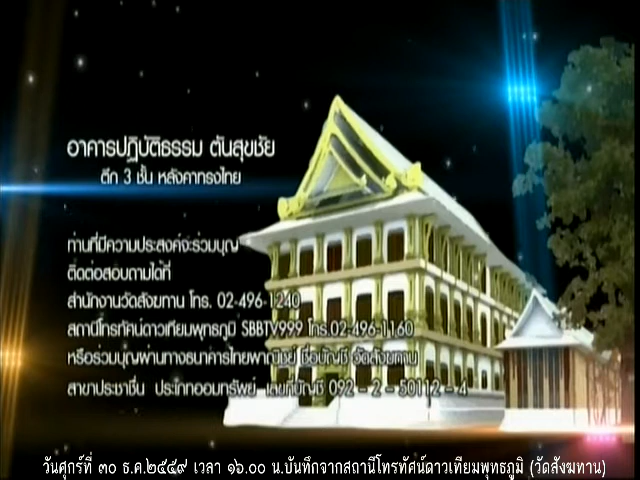 อาคารปฏิบัติธรรม ตันสุขชัย
ตึก 3 ชั้น หลังคาทรงไทย
ท่านที่มีความประสงค์จะร่วมบุญ
ติดต่อสอบถามได้ที่
สำนักงานวัดสังฆทาน โทร. 02-496-1240
สถานีโทรทัศน์ดาวเทียมพุทธภูมิ SBBTV999 โทร.02-496-1160
หรือร่วมบุญผ่านทางธนาคารไทยพาณิชย์ ชื่อบัญชี วัดสังฆทาน
สาขาประชาชื่น ประเภทออมทรัพย์ เลขที่บัญชี 092 - 2 - 50112 - 4
วันศุกร์ที่ ๓๐ ธ.ค.๒๕๕๙ เวลา ๑๖.๐๐ น.บันทึกจากสถานีโทรทัศน์ดาวเทียมพุทธภูมิ (วัดสังฆทาน)